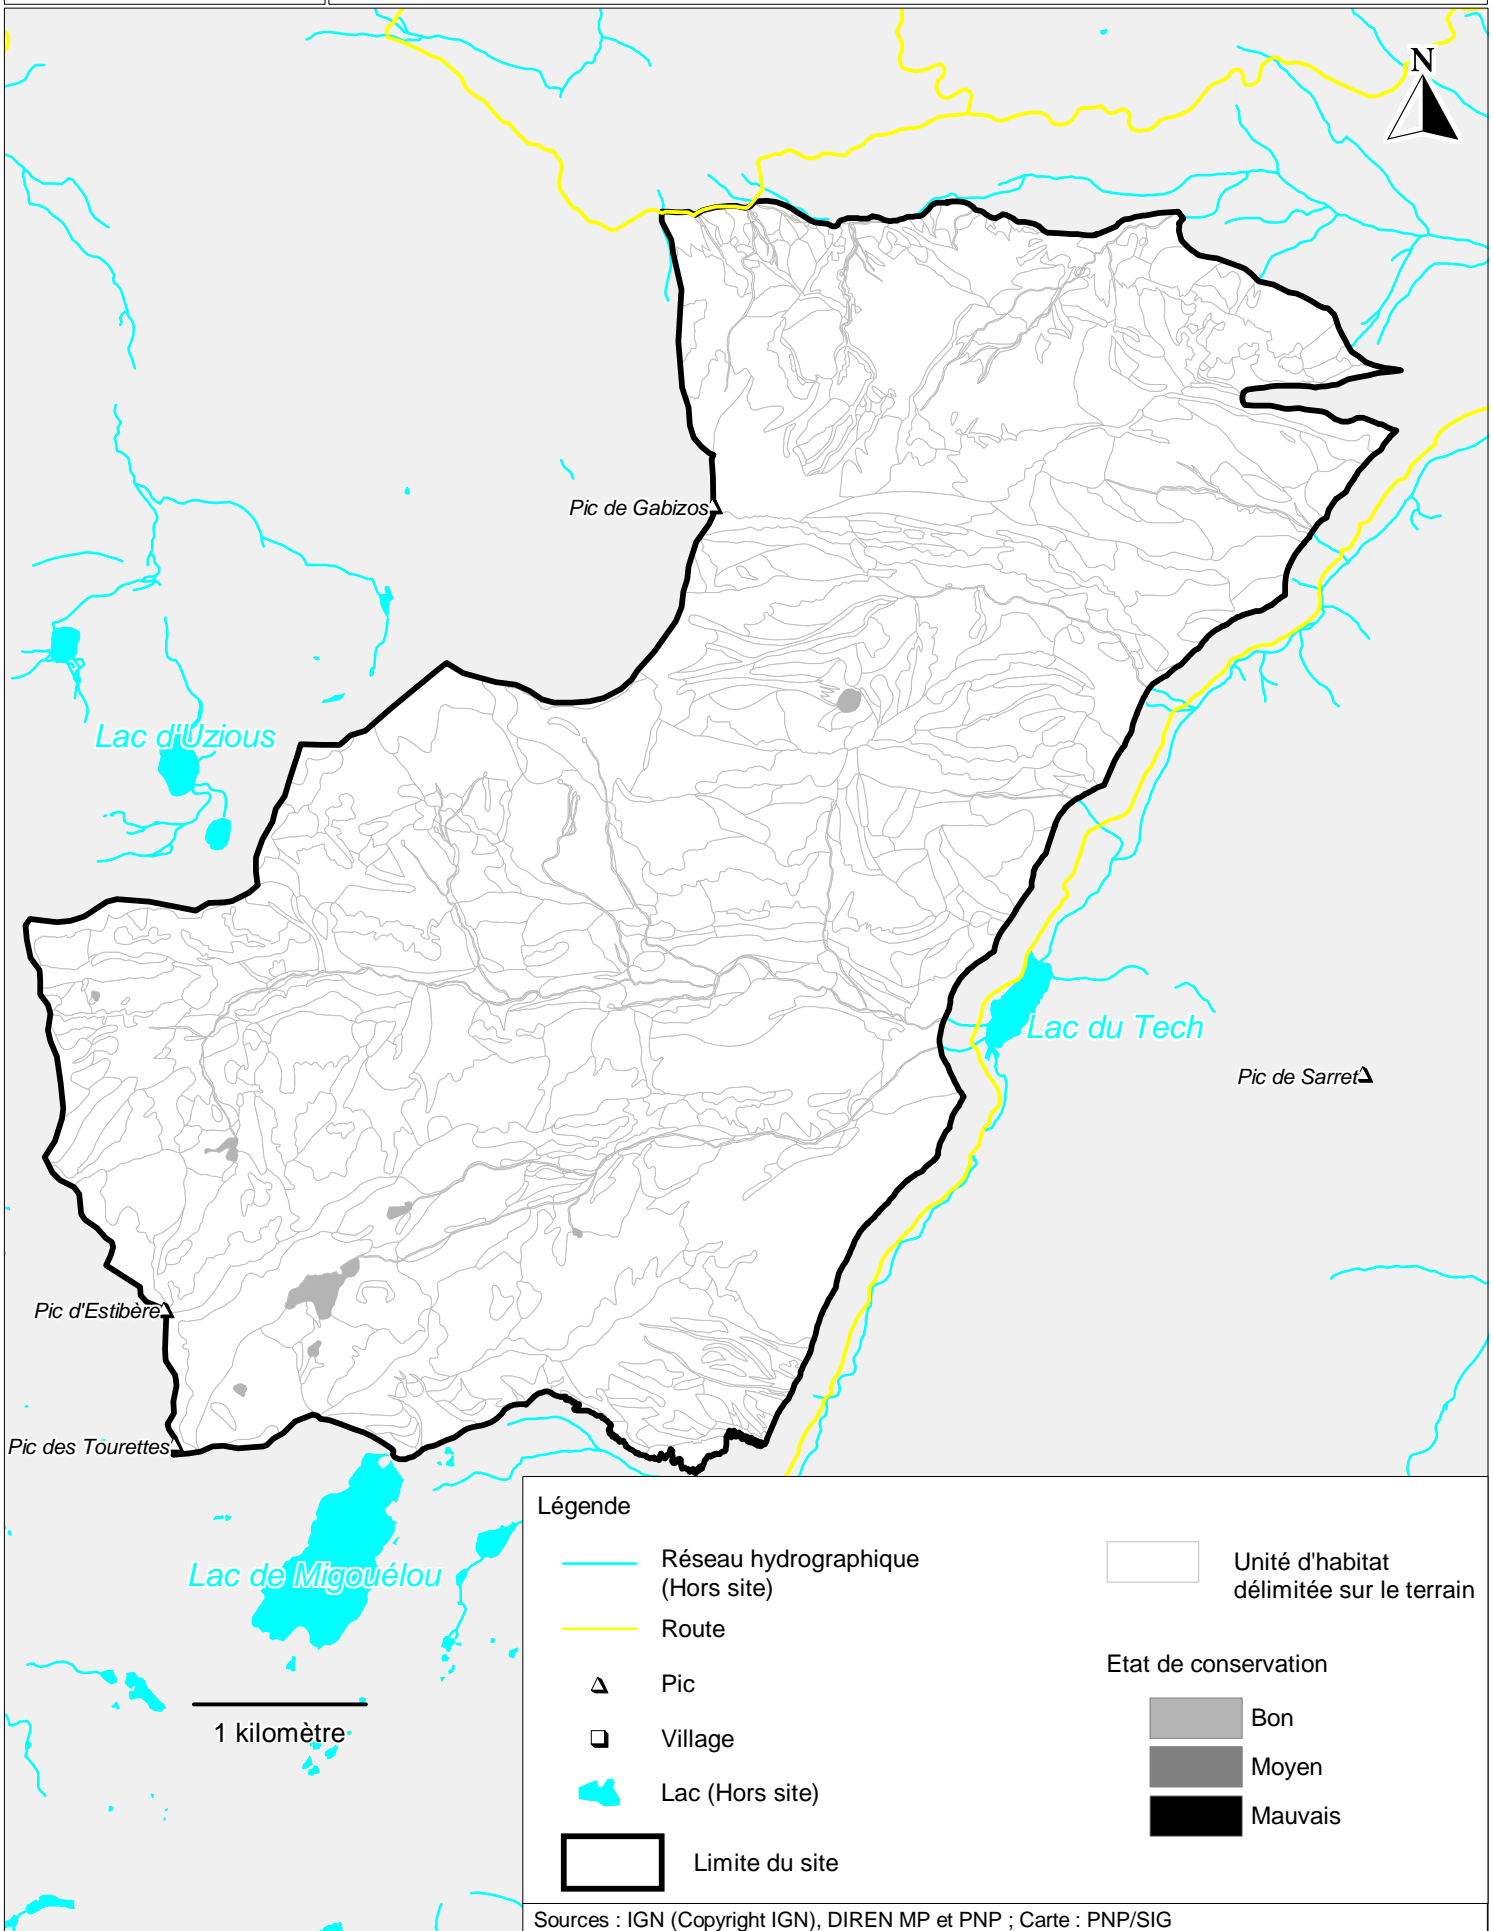 N
Pic de Gabizos
Lac d'Uzious
Lac du Tech
Pic de Sarret
Pic d'Estibère
Pic des Tourettes
Lac de Migouélou
1 kilomètre
Légende
Réseau hydrographique
(Hors site)
Route
Pic
Village
Lac (Hors site)
Limite du site
Unité d'habitat
délimitée sur le terrain
Etat de conservation
Bon
Moyen
Mauvais
Sources : IGN (Copyright IGN), DIREN MP et PNP ; Carte : PNP/SIG